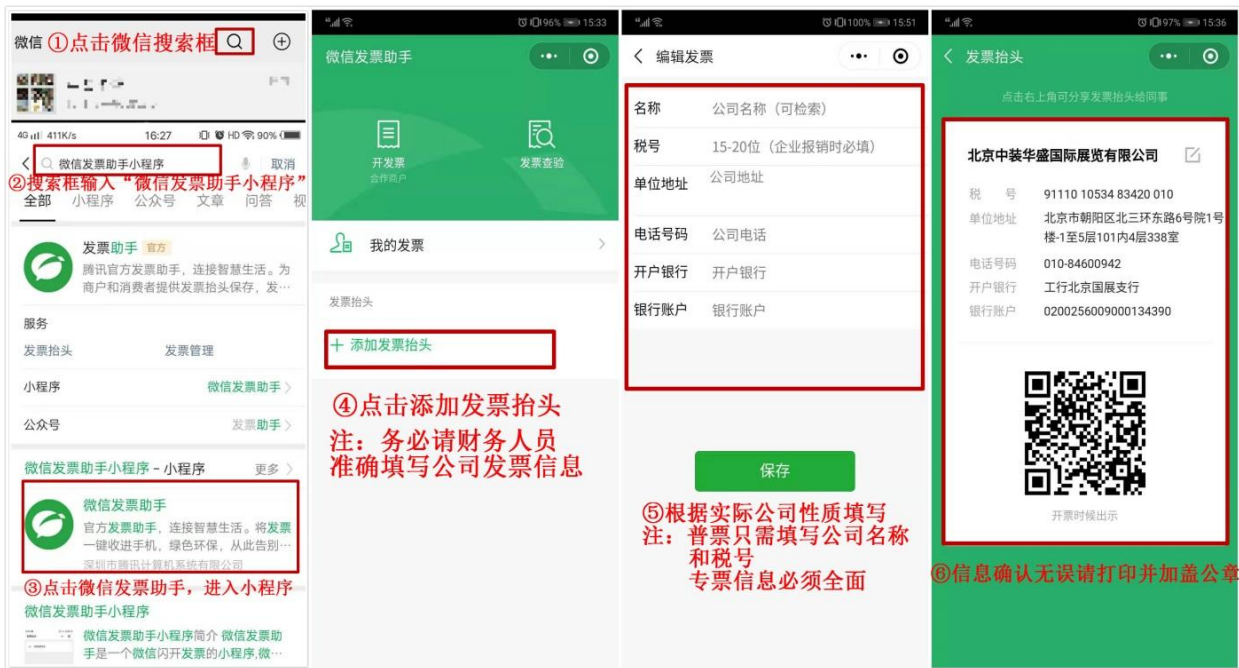 微信 ①点击微信搜索框
4G 411K/s 16:27 HD 90%
微信发票助手小程序 取消
②搜索框输入“微信发票助手小程序”
全部 小程序 公众号 文章 问答 视
发票助手 官方
腾讯官方发票助手，连接智慧生活。为
商户和消费者提供发票抬头保存，发…
服务
发票抬头 发票管理
小程序 微信发票助手
公众号 发票助手
微信发票助手小程序 - 小程序 更多
微信发票助手
官方发票助手，连接智慧生活。将发票
一键收进手机，绿色环保，从此告别…
深圳市腾讯计算机系统有限公司
③点击微信发票助手，进入小程序
微信发票助手小程序
微信发票助手小程序简介 微信发票助
手是一个微信闪开发票的小程序,微…
96% 15:33
微信发票助手
开发票 发票查验
合作商户
我的发票
发票抬头
＋ 添加发票抬头
④点击添加发票抬头
注：务必请财务人员
准确填写公司发票信息
100% 15:51
编辑发票
名称 公司名称（可检索）
税号 15-20位（企业报销时必填）
单位地址 公司地址
电话号码 公司电话
开户银行 开户银行
银行账户 银行账户
保存
⑤根据实际公司性质填写
注：普票只需填写公司名称
和税号
专票信息必须全面
97% 15:36
发票抬头
点击右上角可分享发票抬头给同事
北京中装华盛国际展览有限公司
税 号 91110 10534 83420 010
单位地址 北京市朝阳区北三环东路6号院1号
楼-1至5层101内4层338室
电话号码 010-84600942
开户银行 工行北京国展支行
银行账户 0200256009000134390
开票时候出示
⑥信息确认无误请打印并加盖公章